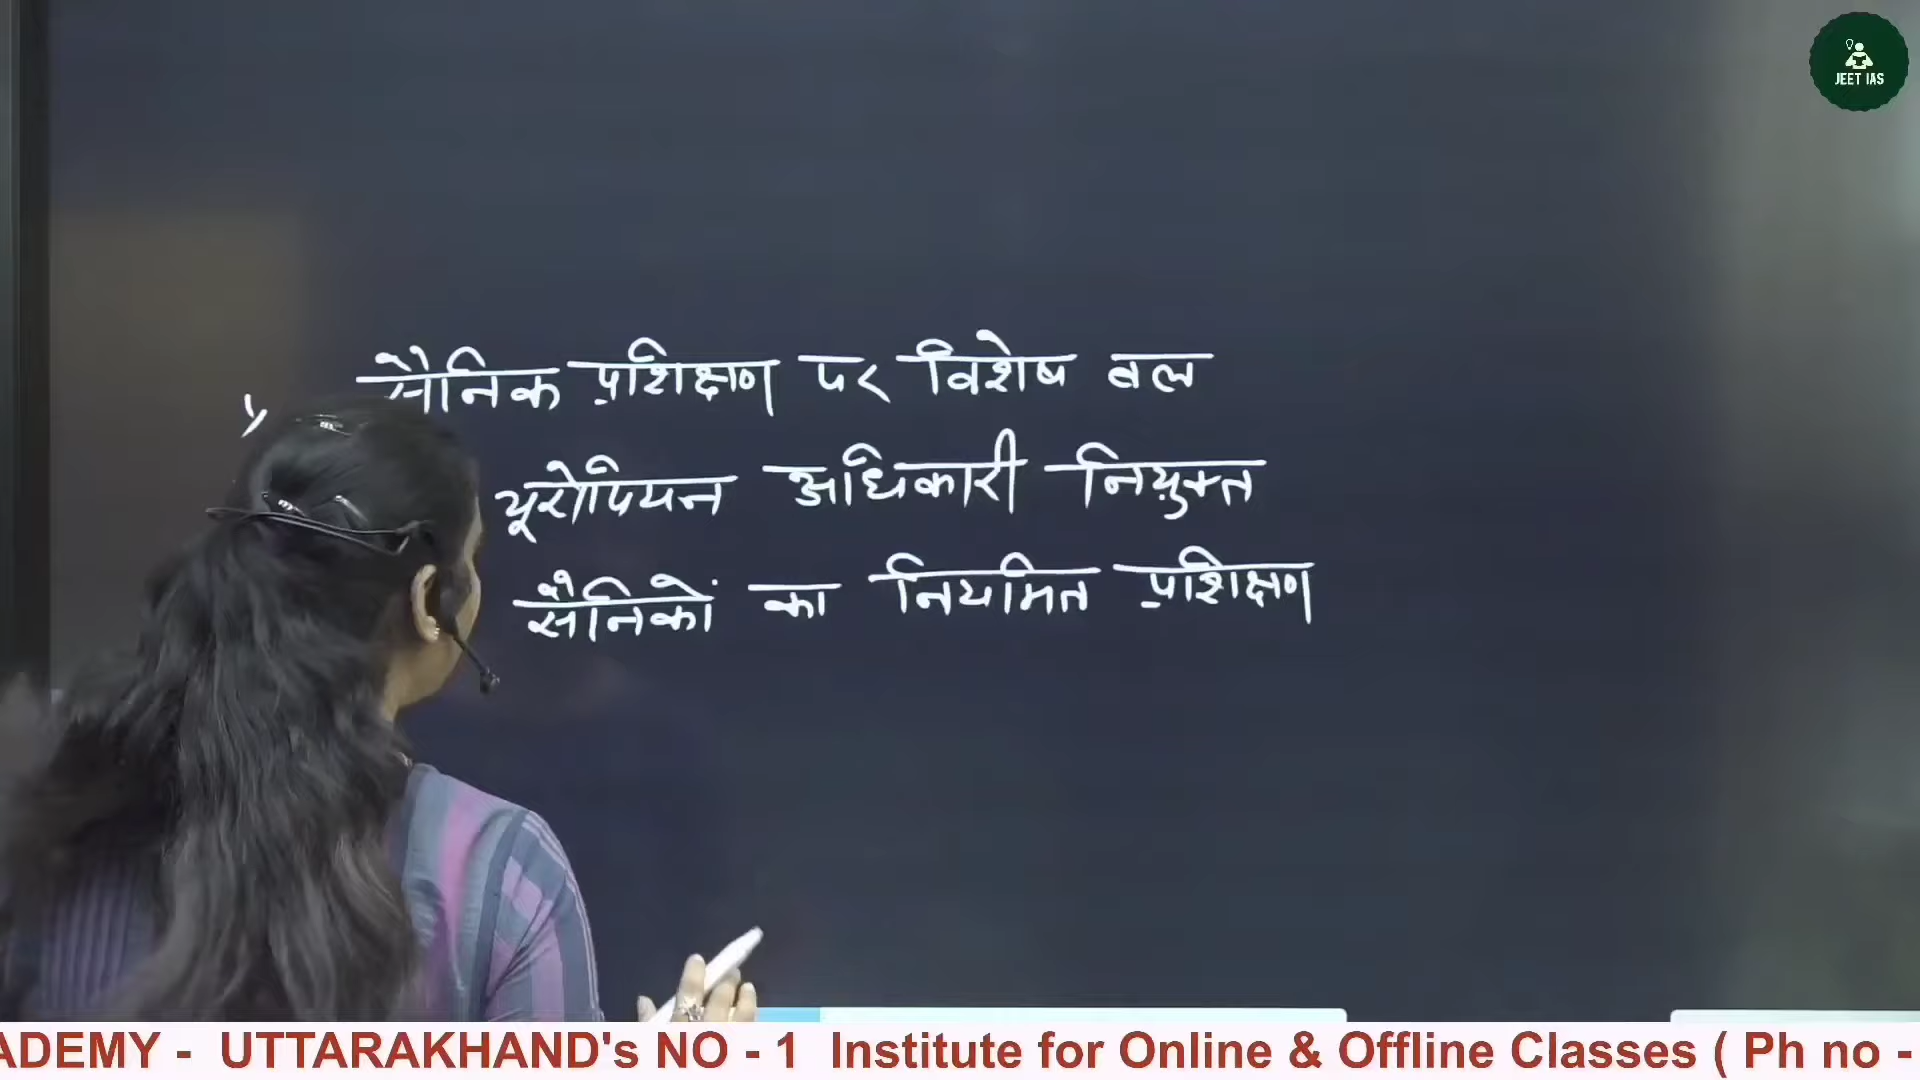 JEET IAS
सैनिक प्रशिक्षण पर विशेष बल
यूरोपियन अधिकारी नियुक्त
सैनिकों का नियमित प्रशिक्षण
ADEMY - UTTARAKHAND's NO - 1 Institute for Online & Offline Classes ( Ph no -